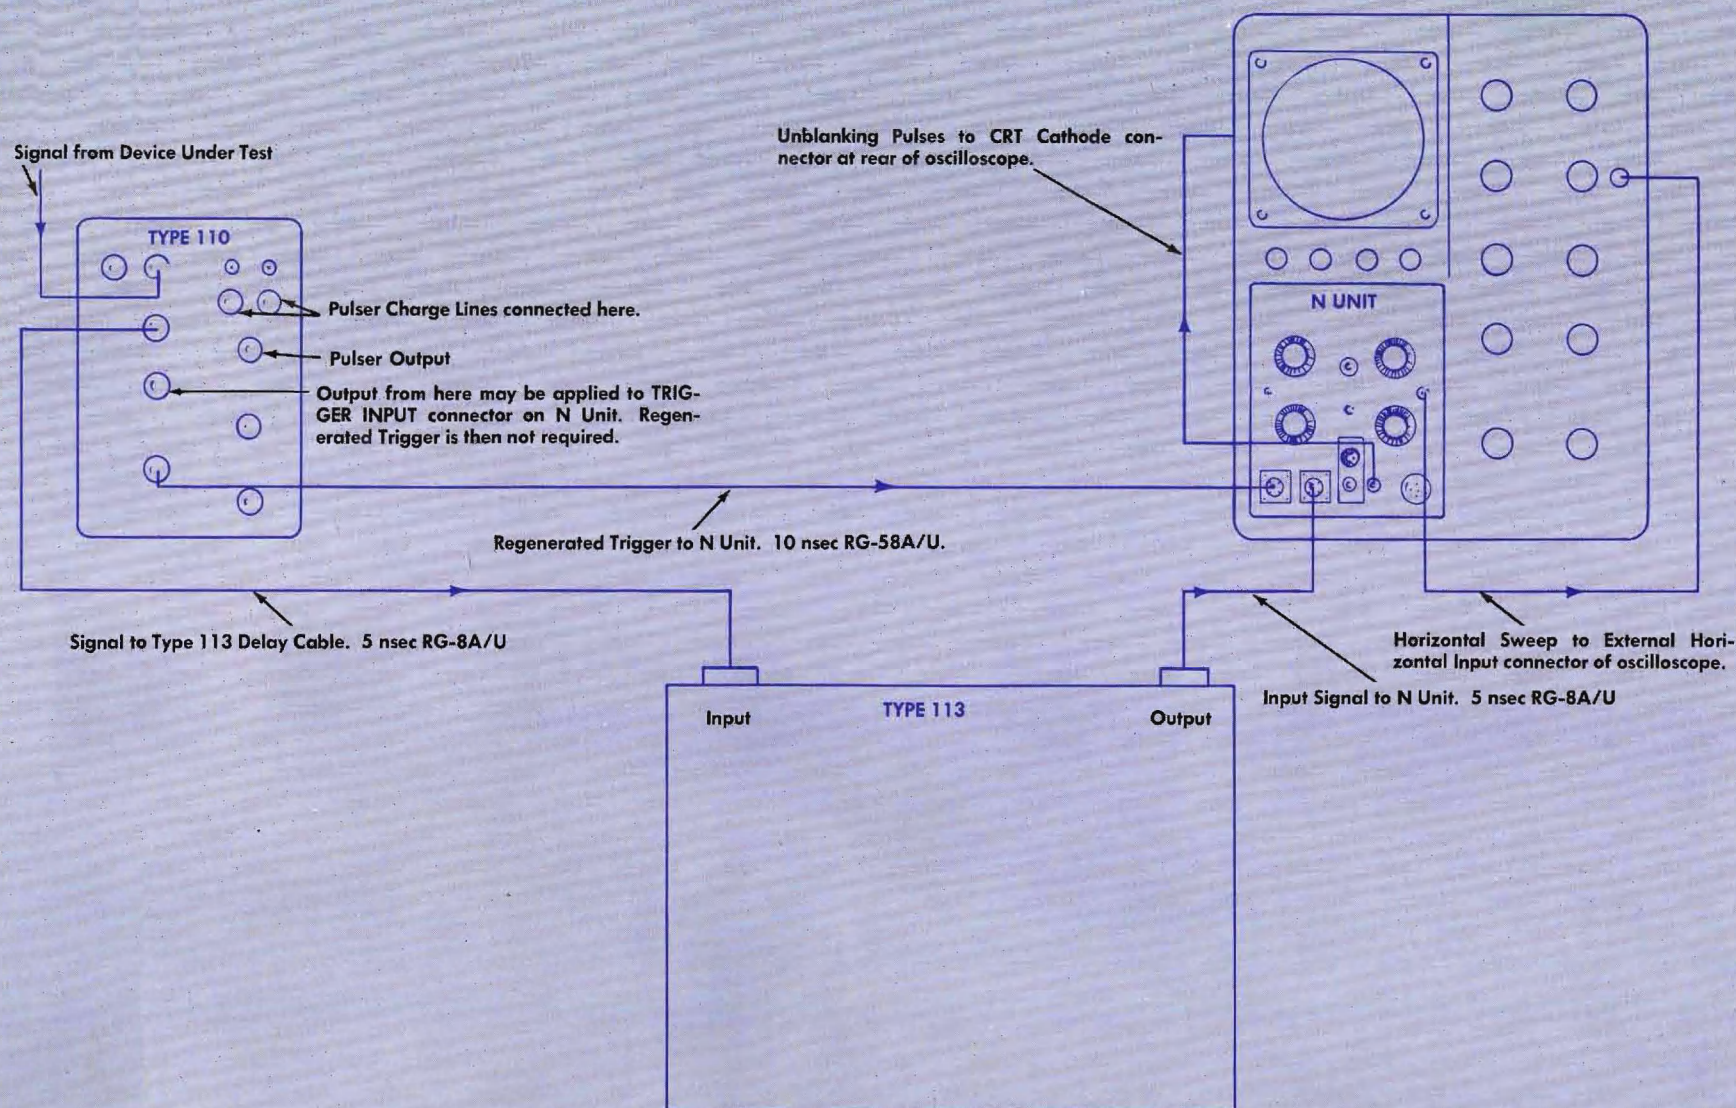 Unblanking Pulses to CRT Cathode con-
nector at rear of oscilloscope.
Signal from Device Under Test
TYPE 110
Pulser Charge Lines connected here.
Pulser Output
Output from here may be applied to TRIG-
GER INPUT connector on N Unit. Regen-
erated Trigger is then not required.
N UNIT
Regenerated Trigger to N Unit. 10 nsec RG-58A/U.
Signal to Type 113 Delay Cable. 5 nsec RG-8A/U
Horizontal Sweep to External Hori-
zontal Input connector of oscilloscope.
Input Signal to N Unit. 5 nsec RG-8A/U
Input
TYPE 113
Output